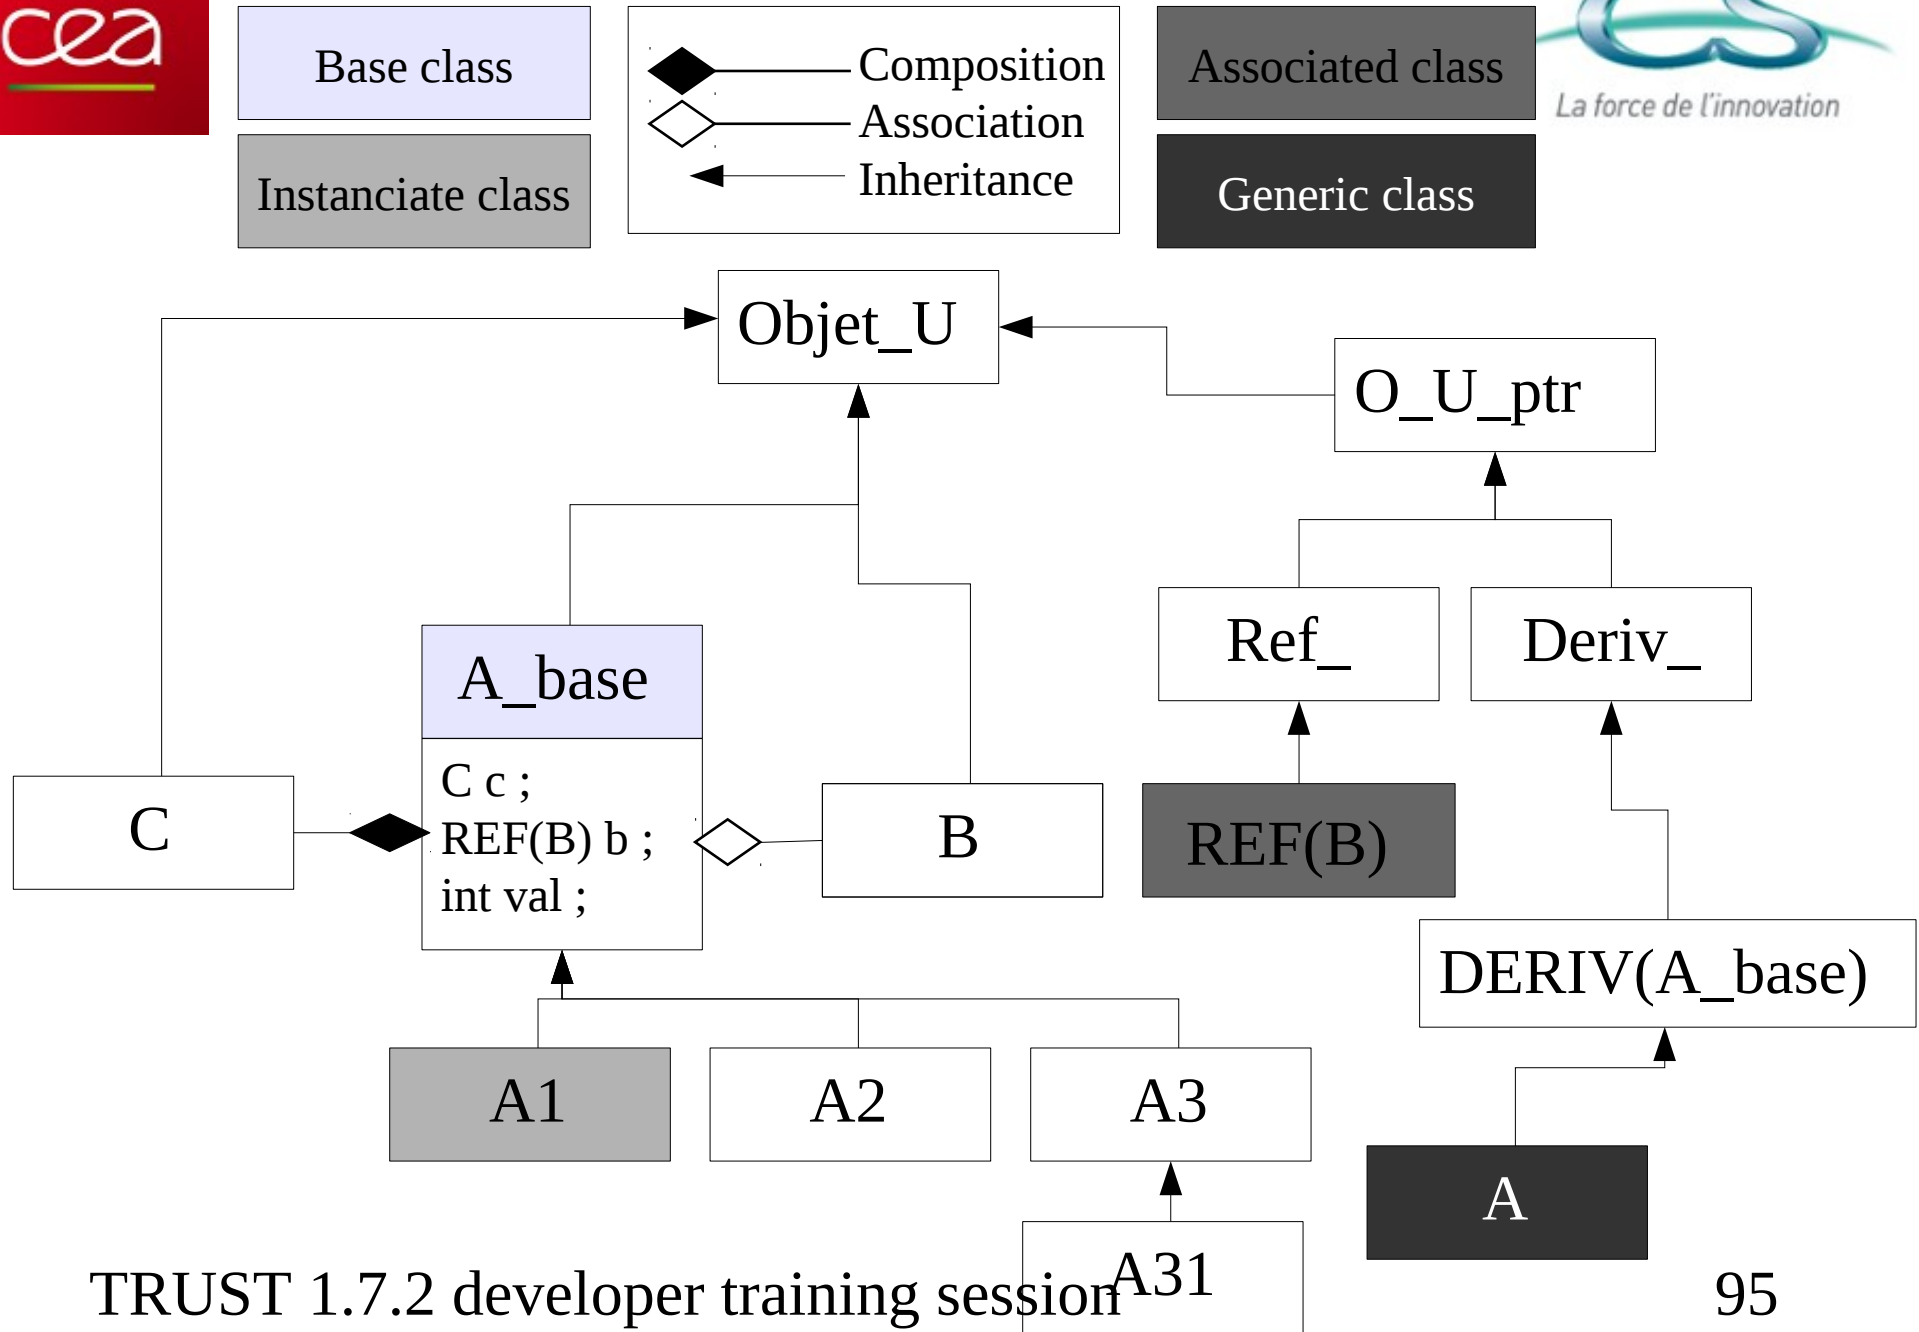 cea
Base class
Composition
Association
Inheritance
Associated class
CS
La force de l'innovation
Instanciate class
Generic class
Objet_U
O_U_ptr
Ref_
Deriv_
A_base
C c ;
REF(B) b ;
int val ;
C
B
REF(B)
DERIV(A_base)
A1
A2
A3
A
A31
TRUST 1.7.2 developer training session
95